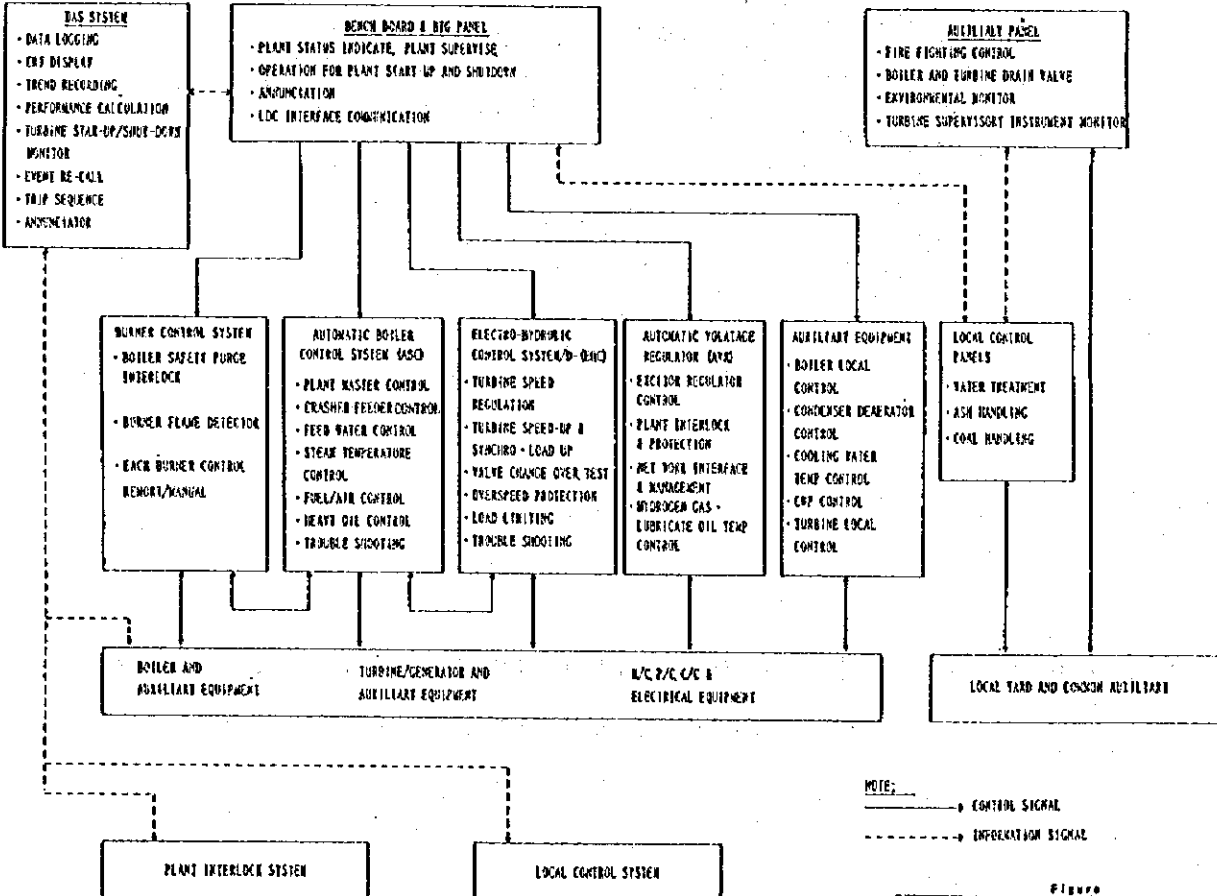 DAS SYSTEM
• DATA LOGGING
• CRT DISPLAY
• TREND RECORDING
• PERFORMANCE CALCULATION
• TURBINE STAR-UP/SHUT-DOWN
MONITOR
• EVENT RE-CALL
• TRIP SEQUENCE
• ANNUNCIATOR
BENCH BOARD & BTG PANEL
• PLANT STATUS INDICATE, PLANT SUPERVISE
• OPERATION FOR PLANT START-UP AND SHUTDOWN
• ANNUNCIATION
• LDC INTERFACE COMMUNICATION
AUXILIALY PANEL
• FIRE FIGHTING CONTROL
• BOILER AND TURBINE DRAIN VALVE
• ENVIRONMENTAL MONITOR
• TURBINE SUPERVISORY INSTRUMENT MONITOR
BURNER CONTROL SYSTEM
• BOILER SAFETY PURGE
INTERLOCK
• BURNER FLAME DETECTOR
• EACH BURNER CONTROL
REMORT/MANUAL
AUTOMATIC BOILER
CONTROL SYSTEM (ASC)
• PLANT MASTER CONTROL
• CRASHER-FEEDER CONTROL
• FEED WATER CONTROL
• STEAM TEMPERATURE
CONTROL
• FUEL/AIR CONTROL
• HEAVY OIL CONTROL
• TROUBLE SHOOTING
ELECTRO-HYDROLIC
CONTROL SYSTEM/D-(EHC)
• TURBINE SPEED
REGULATION
• TURBINE SPEED-UP &
SYNCHRO • LOAD UP
• VALVE CHANGE OVER TEST
• OVERSPEED PROTECTION
• LOAD LIMITING
• TROUBLE SHOOTING
AUTOMATIC VOLATAGE
REGULATOR (AVR)
• EXCITOR REGULATOR
CONTROL
• PLANT INTERLOCK
& PROTECTION
• NET WORK INTERFACE
& MANAGEMENT
• HYDROGEN GAS •
LUBRICATE OIL TEMP
CONTROL
AUXILIARY EQUIPMENT
• BOILER LOCAL
CONTROL
• CONDENSER DEAERATOR
CONTROL
• COOLING WATER
TEMP CONTROL
• CWP CONTROL
• TURBINE LOCAL
CONTROL
LOCAL CONTROL
PANELS
• WATER TREATMENT
• ASH HANDLING
• COAL HANDLING
BOILER AND
AUXILIARY EQUIPMENT
TURBINE/GENERATOR AND
AUXILIARY EQUIPMENT
ELECTRICAL EQUIPMENT
LOCAL YARD AND COMMON AUXILIARY
PLANT INTERLOCK SYSTEM
LOCAL CONTROL SYSTEM
NOTE;
CONTROL SIGNAL
INFORMATION SIGNAL
Figure